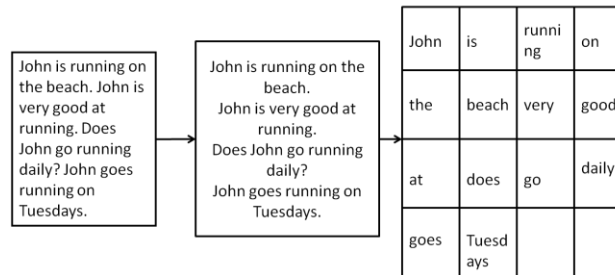 John is running on
the beach. John is
very good at
running. Does
John go running
daily? John goes
running on
Tuesdays.
John is running on the
beach.
John is very good at
running.
Does John go running
daily?
John goes running on
Tuesdays.
John is runni
ng on
the beach very good
at does go daily
goes Tuesd
ays